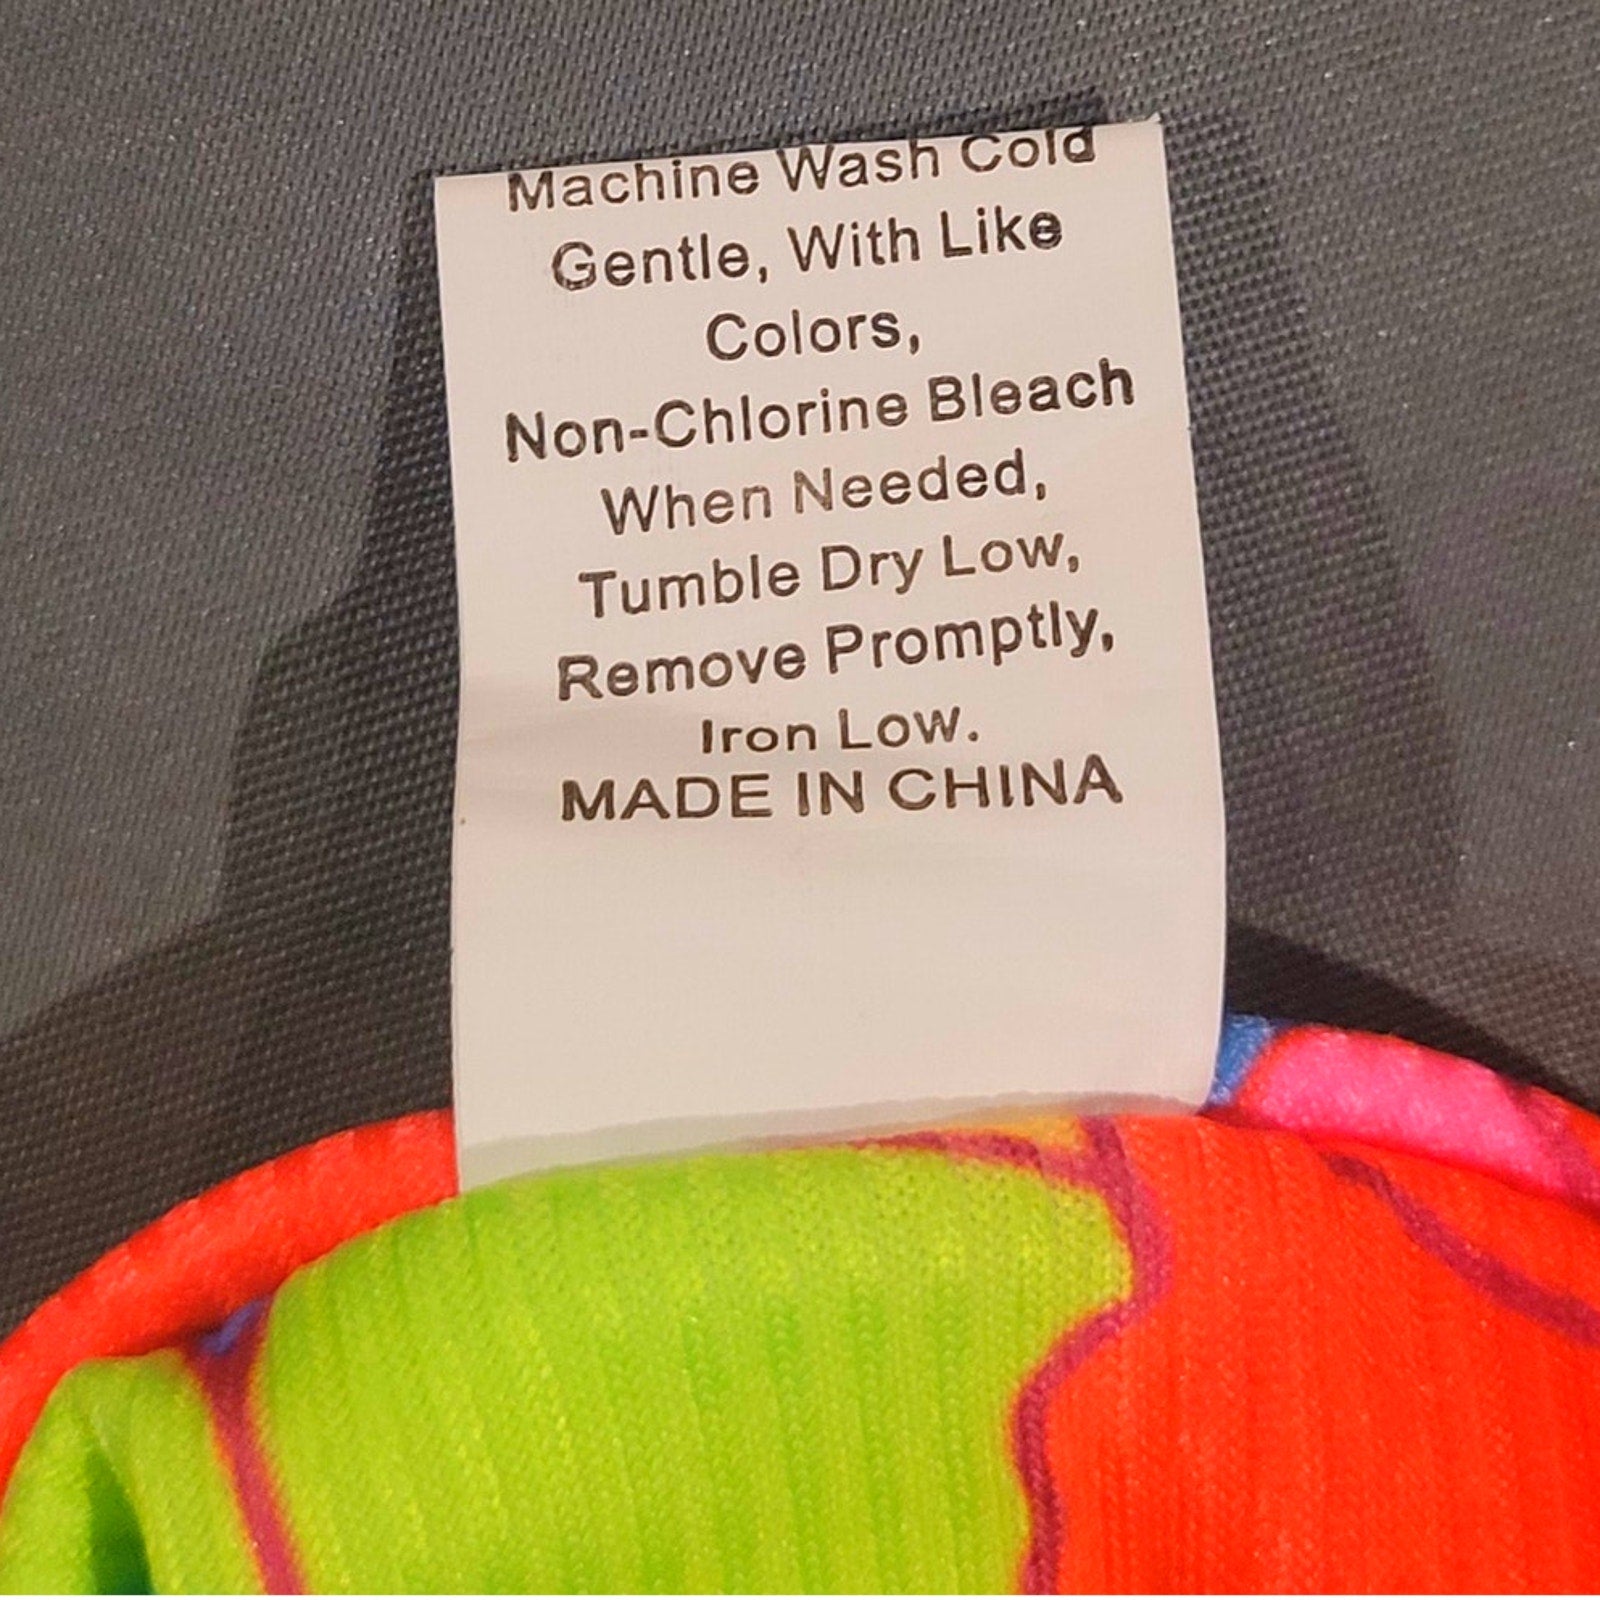 Machine Wash Cold
Gentle, With Like
Colors,
Non-Chlorine Bleach
When Needed,
Tumble Dry Low,
Remove Promptly,
Iron Low.
MADE IN CHINA